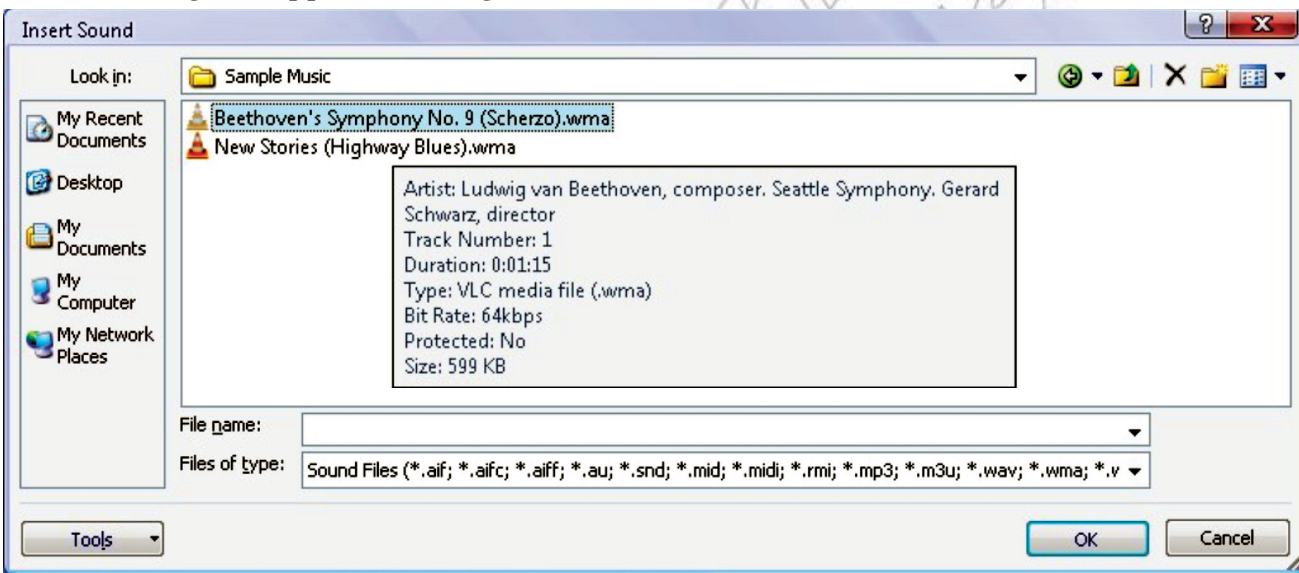 Insert Sound
?
X
Look in:
Sample Music
My Recent
Documents
Desktop
My
Documents
My
Computer
My Network
Places
Beethoven's Symphony No. 9 (Scherzo).wma
New Stories (Highway Blues).wma
Artist: Ludwig van Beethoven, composer. Seattle Symphony. Gerard
Schwarz, director
Track Number: 1
Duration: 0:01:15
Type: VLC media file (.wma)
Bit Rate: 64kbps
Protected: No
Size: 599 KB
File name:
Files of type:
Sound Files (*.aif; *.aifc; *.aiff; *.au; *.snd; *.mid; *.midi; *.rmi; *.mp3; *.m3u; *.wav; *.wma; *.v
Tools
OK
Cancel